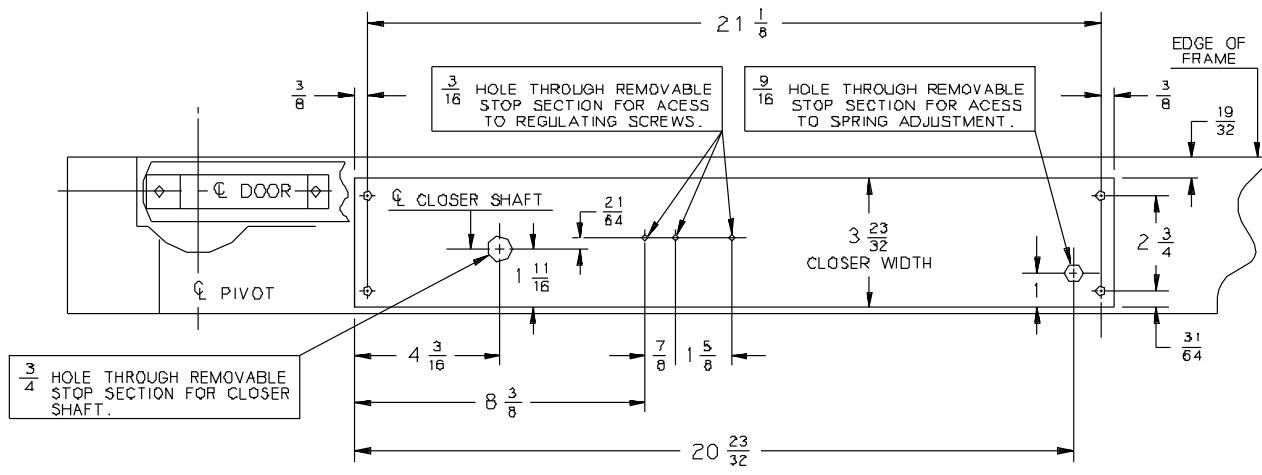 21 1/8
EDGE OF
FRAME
3/8
3/16 HOLE THROUGH REMOVABLE
STOP SECTION FOR ACESS
TO REGULATING SCREWS.
9/16 HOLE THROUGH REMOVABLE
STOP SECTION FOR ACESS
TO SPRING ADJUSTMENT.
3/8
19/32
℄ DOOR
℄ CLOSER SHAFT
21/64
3 23/32
CLOSER WIDTH
2 3/4
1 11/16
1
℄ PIVOT
31/64
3/4 HOLE THROUGH REMOVABLE
STOP SECTION FOR CLOSER
SHAFT.
4 3/16
7/8
1 5/8
8 3/8
20 23/32